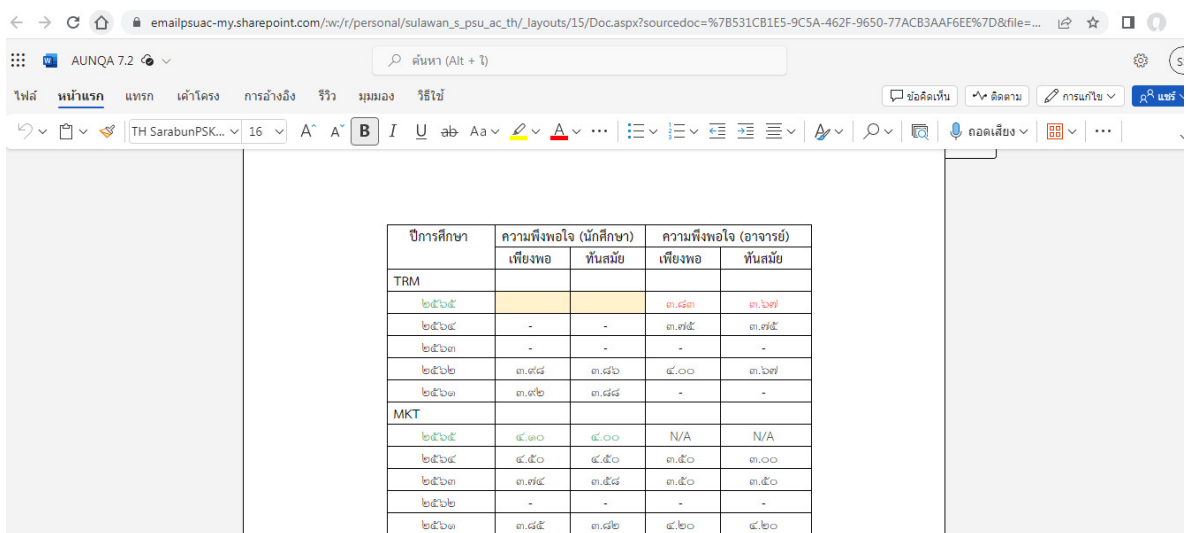 emailpsuac-my.sharepoint.com/:w:/r/personal/sulawan_s_psu_ac_th/_layouts/15/Doc.aspx?sourcedoc=%7B531CB1E5-9C5A-462F-9650-77ACB3AAF6EE%7D&file=...
AUNQA 7.2 ค้นหา (Alt + ไ)
ไฟล์ หน้าแรก แทรก เค้าโครง การอ้างอิง รีวิว มุมมอง วิธีใช้ ข้อคิดเห็น ติดตาม การแก้ไข แชร์
TH SarabunPSK... 16 A A B I U ab Aa A ... ถอดเสียง ...
ปีการศึกษา ความพึงพอใจ (นักศึกษา) ความพึงพอใจ (อาจารย์)
เพียงพอ ทันสมัย เพียงพอ ทันสมัย
TRM
๒๕๖๕ ๓.๘๓ ๓.๖๗
๒๕๖๔ - - ๓.๗๕ ๓.๗๕
๒๕๖๓ - - - -
๒๕๖๒ ๓.๙๘ ๓.๘๖ ๔.๐๐ ๓.๖๗
๒๕๖๑ ๓.๙๒ ๓.๘๘ - -
MKT
๒๕๖๕ ๔.๑๐ ๔.๐๐ N/A N/A
๒๕๖๔ ๔.๕๐ ๔.๕๐ ๓.๕๐ ๓.๐๐
๒๕๖๓ ๓.๗๔ ๓.๕๘ ๓.๕๐ ๓.๕๐
๒๕๖๒ - - - -
๒๕๖๑ ๓.๘๕ ๓.๘๒ ๔.๒๐ ๔.๒๐